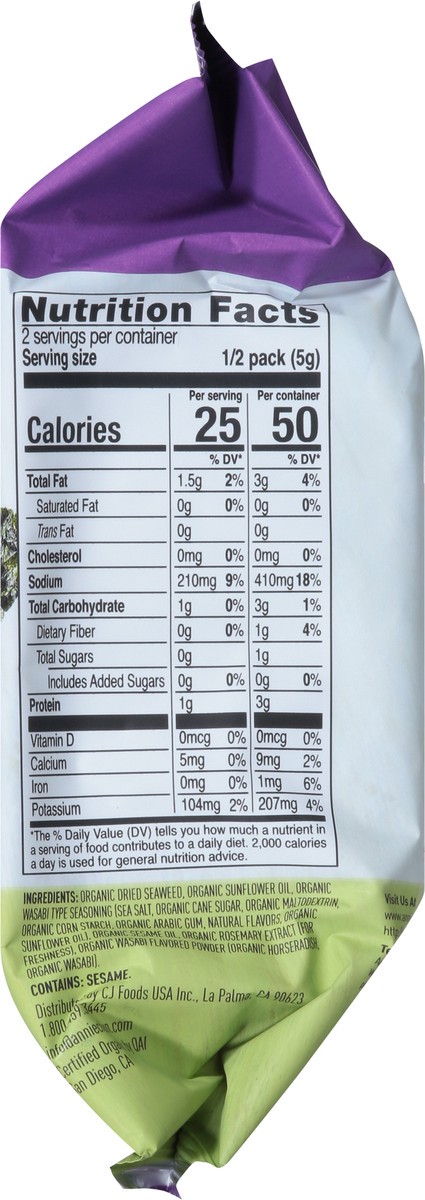 Nutrition Facts
2 servings per container
Serving size 1/2 pack (5g)
Per serving Per container
Calories 25 50
% DV* % DV*
Total Fat 1.5g 2% 3g 4%
Saturated Fat 0g 0% 0g 0%
Trans Fat 0g 0g
Cholesterol 0mg 0% 0mg 0%
Sodium 210mg 9% 410mg 18%
Total Carbohydrate 1g 0% 3g 1%
Dietary Fiber 0g 0% 1g 4%
Total Sugars 0g 1g
Includes Added Sugars 0g 0% 0g 0%
Protein 1g 3g
Vitamin D 0mcg 0% 0mcg 0%
Calcium 5mg 0% 9mg 2%
Iron 0mg 0% 1mg 6%
Potassium 104mg 2% 207mg 4%
*The % Daily Value (DV) tells you how much a nutrient in
a serving of food contributes to a daily diet. 2,000 calories
a day is used for general nutrition advice.
INGREDIENTS: ORGANIC DRIED SEAWEED, ORGANIC SUNFLOWER OIL, ORGANIC
WASABI TYPE SEASONING [SEA SALT, ORGANIC CANE SUGAR, ORGANIC MALTODEXTRIN,
ORGANIC CORN STARCH, ORGANIC ARABIC GUM, NATURAL FLAVORS, ORGANIC
SUNFLOWER OIL], ORGANIC SESAME OIL, ORGANIC ROSEMARY EXTRACT (FOR
FRESHNESS), ORGANIC WASABI FLAVORED POWDER (ORGANIC HORSERADISH,
ORGANIC WASABI).
CONTAINS: SESAME.
by CJ Foods USA Inc., La Palma, CA 90623
1.800
.com
QAI
San Diego, CA
Visit Us At
www.